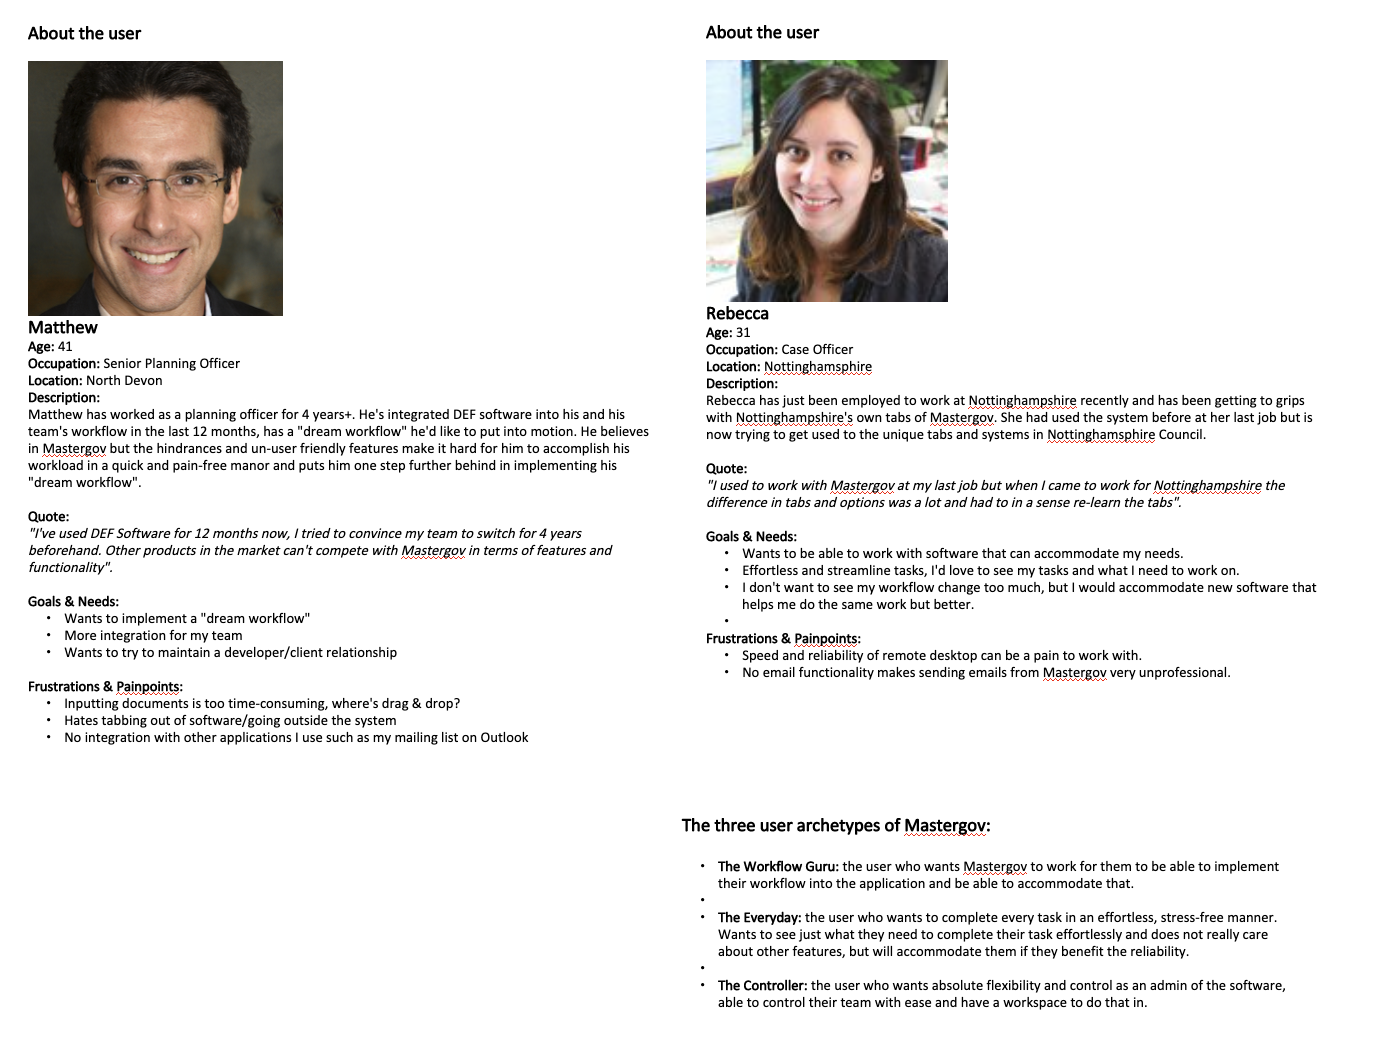 About the user
Matthew
Age: 41
Occupation: Senior Planning Officer
Location: North Devon
Description:
Matthew has worked as a planning officer for 4 years+. He's integrated DEF software into his and his
team's workflow in the last 12 months, has a "dream workflow" he'd like to put into motion. He believes
in Mastergov but the hindrances and un-user friendly features make it hard for him to accomplish his
workload in a quick and pain-free manor and puts him one step further behind in implementing his
"dream workflow".
Quote:
"I've used DEF Software for 12 months now, I tried to convince my team to switch for 4 years
beforehand. Other products in the market can't compete with Mastergov in terms of features and
functionality".
Goals & Needs:
• Wants to implement a "dream workflow"
• More integration for my team
• Wants to try to maintain a developer/client relationship
Frustrations & Painpoints:
• Inputting documents is too time-consuming, where's drag & drop?
• Hates tabbing out of software/going outside the system
• No integration with other applications I use such as my mailing list on Outlook
About the user
Rebecca
Age: 31
Occupation: Case Officer
Location: Nottinghamsphire
Description:
Rebecca has just been employed to work at Nottinghampshire recently and has been getting to grips
with Nottinghampshire's own tabs of Mastergov. She had used the system before at her last job but is
now trying to get used to the unique tabs and systems in Nottinghamsphire Council.
Quote:
"I used to work with Mastergov at my last job but when I came to work for Nottinghampshire the
difference in tabs and options was a lot and had to in a sense re-learn the tabs".
Goals & Needs:
• Wants to be able to work with software that can accommodate my needs.
• Effortless and streamline tasks, I'd love to see my tasks and what I need to work on.
• I don't want to see my workflow change too much, but I would accommodate new software that
helps me do the same work but better.
•
Frustrations & Painpoints:
• Speed and reliability of remote desktop can be a pain to work with.
• No email functionality makes sending emails from Mastergov very unprofessional.
The three user archetypes of Mastergov:
• The Workflow Guru: the user who wants Mastergov to work for them to be able to implement
their workflow into the application and be able to accommodate that.
•
• The Everyday: the user who wants to complete every task in an effortless, stress-free manner.
Wants to see just what they need to complete their task effortlessly and does not really care
about other features, but will accommodate them if they benefit the reliability.
•
• The Controller: the user who wants absolute flexibility and control as an admin of the software,
able to control their team with ease and have a workspace to do that in.